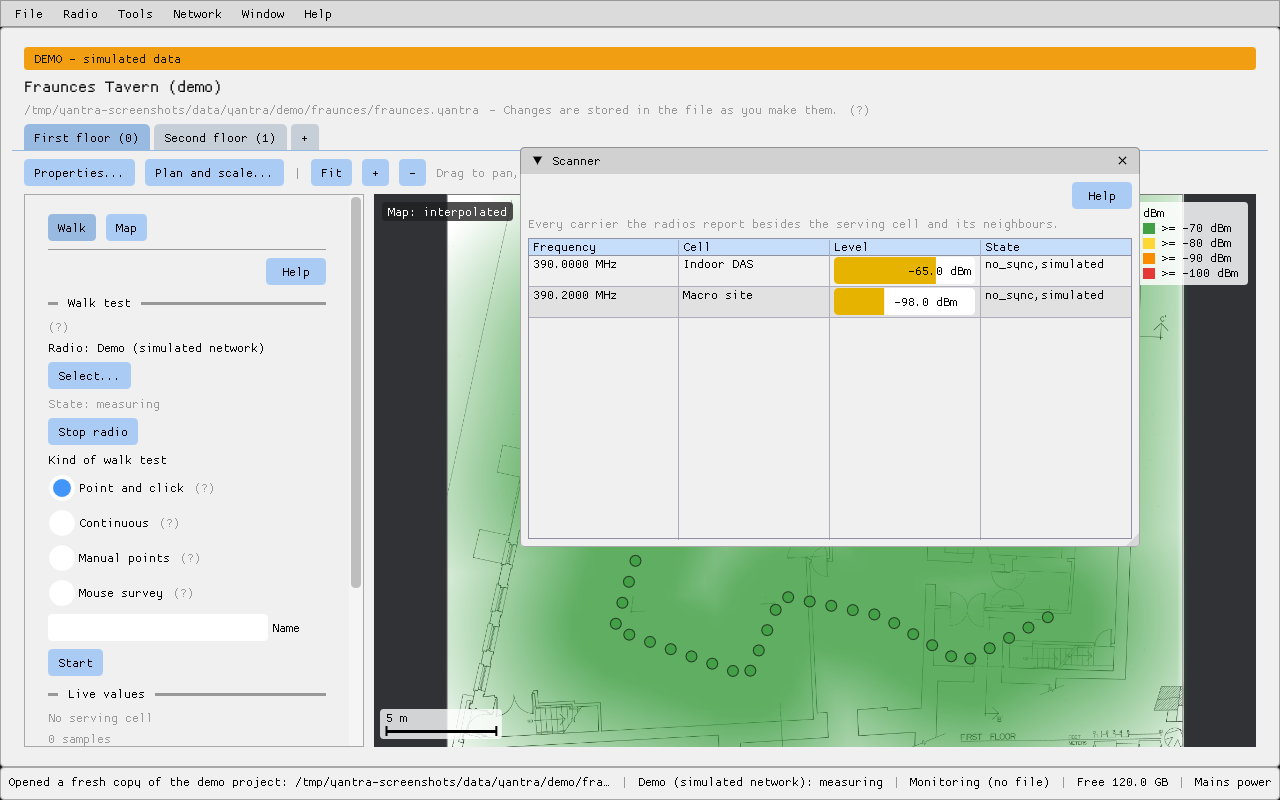 File Radio Tools Network Window Help
DEMO - simulated data
Fraunces Tavern (demo)
/tmp/yantra-screenshots/data/yantra/demo/fraunces/fraunces.yantra - Changes are stored in the file as you make them. (?)
First floor (0) Second floor (1) +
Properties... Plan and scale... | Fit + - Drag to pan,
Walk Map
Help
Walk test
(?)
Radio: Demo (simulated network)
Select...
State: measuring
Stop radio
Kind of walk test
Point and click (?)
Continuous (?)
Manual points (?)
Mouse survey (?)
Name
Start
Live values
No serving cell
0 samples
Map: interpolated
Scanner
Help
Every carrier the radios report besides the serving cell and its neighbours.
Frequency Cell Level State
390.0000 MHz Indoor DAS -65.0 dBm no_sync,simulated
390.2000 MHz Macro site -98.0 dBm no_sync,simulated
dBm
>= -70 dBm
>= -80 dBm
>= -90 dBm
>= -100 dBm
5 m
FIRST FLOOR
Opened a fresh copy of the demo project: /tmp/yantra-screenshots/data/yantra/demo/fra… | Demo (simulated network): measuring | Monitoring (no file) | Free 120.0 GB | Mains power